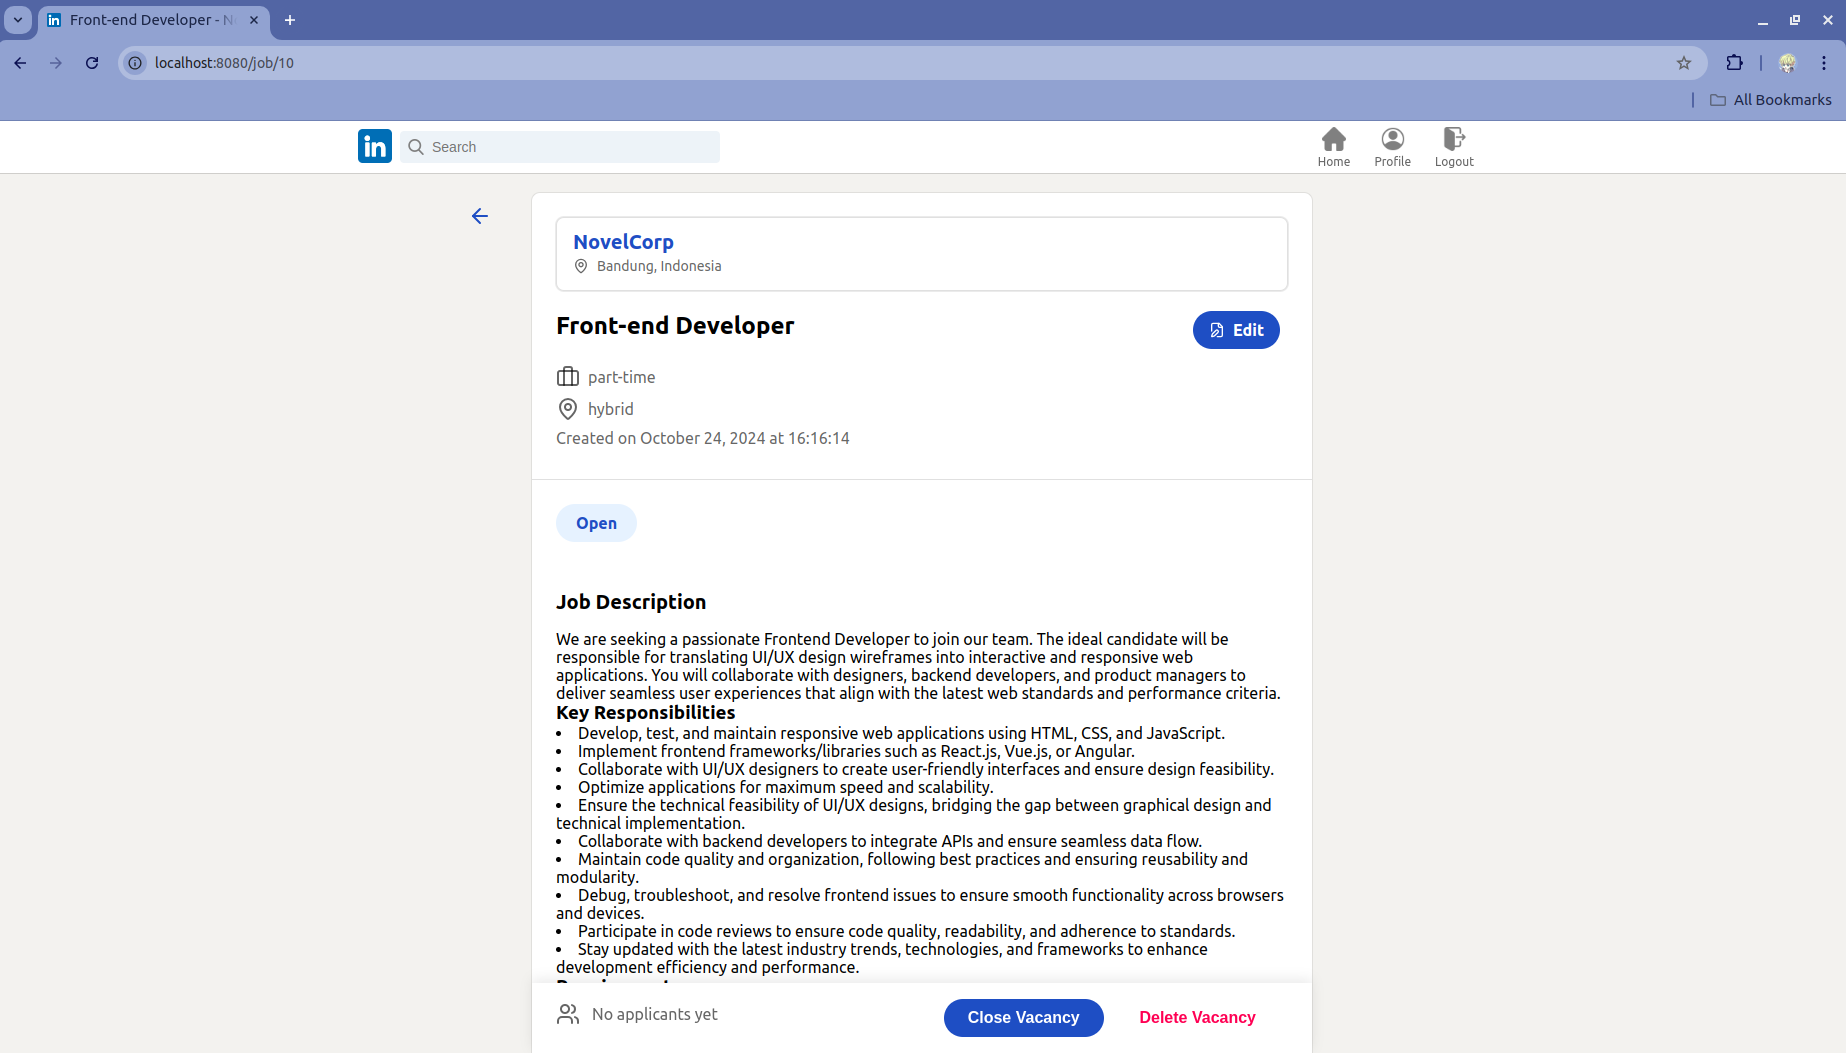 Front-end Developer - N
localhost:8080/job/10
All Bookmarks
in
Search
Home
Profile
Logout
NovelCorp
Bandung, Indonesia
Front-end Developer
Edit
part-time
hybrid
Created on October 24, 2024 at 16:16:14
Open
Job Description
We are seeking a passionate Frontend Developer to join our team. The ideal candidate will be
responsible for translating UI/UX design wireframes into interactive and responsive web
applications. You will collaborate with designers, backend developers, and product managers to
deliver seamless user experiences that align with the latest web standards and performance criteria.
Key Responsibilities
• Develop, test, and maintain responsive web applications using HTML, CSS, and JavaScript.
• Implement frontend frameworks/libraries such as React.js, Vue.js, or Angular.
• Collaborate with UI/UX designers to create user-friendly interfaces and ensure design feasibility.
• Optimize applications for maximum speed and scalability.
• Ensure the technical feasibility of UI/UX designs, bridging the gap between graphical design and
technical implementation.
• Collaborate with backend developers to integrate APIs and ensure seamless data flow.
• Maintain code quality and organization, following best practices and ensuring reusability and
modularity.
• Debug, troubleshoot, and resolve frontend issues to ensure smooth functionality across browsers
and devices.
• Participate in code reviews to ensure code quality, readability, and adherence to standards.
• Stay updated with the latest industry trends, technologies, and frameworks to enhance
development efficiency and performance.
No applicants yet
Close Vacancy
Delete Vacancy